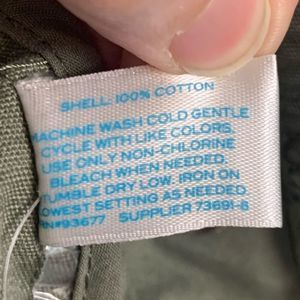 SHELL: 100% COTTON
MACHINE WASH COLD GENTLE
CYCLE WITH LIKE COLORS.
USE ONLY NON-CHLORINE
BLEACH WHEN NEEDED.
TUMBLE DRY LOW. IRON ON
LOWEST SETTING AS NEEDED
RN#93677 SUPPLIER 73691-8